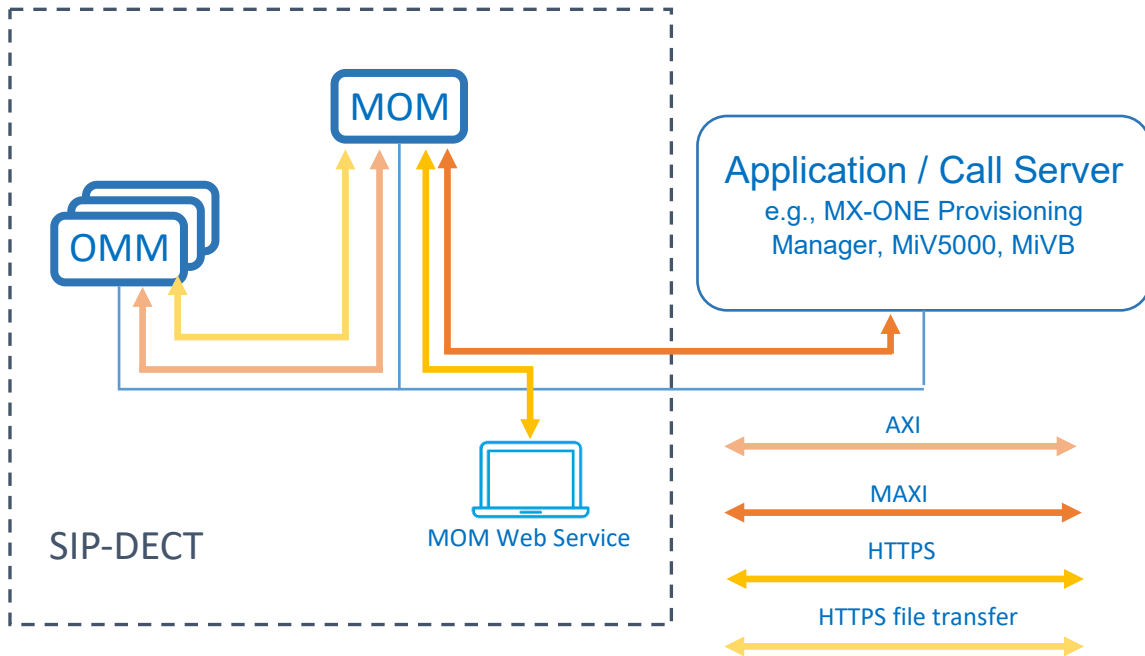 MOM
OMM
Application / Call Server
e.g., MX-ONE Provisioning
Manager, MiV5000, MiVB
AXI
MAXI
MOM Web Service
SIP-DECT
HTTPS
HTTPS file transfer